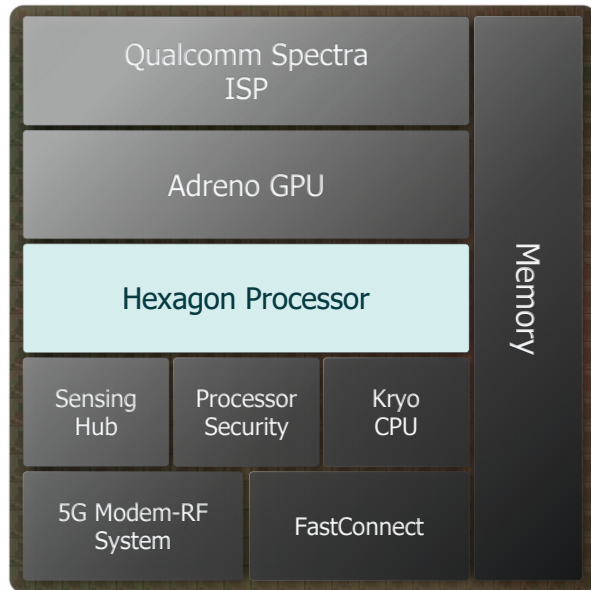 Qualcomm Spectra
ISP
Adreno GPU
Hexagon Processor
Memory
Sensing
Hub
Processor
Security
Kryo
CPU
5G Modem-RF
System
FastConnect